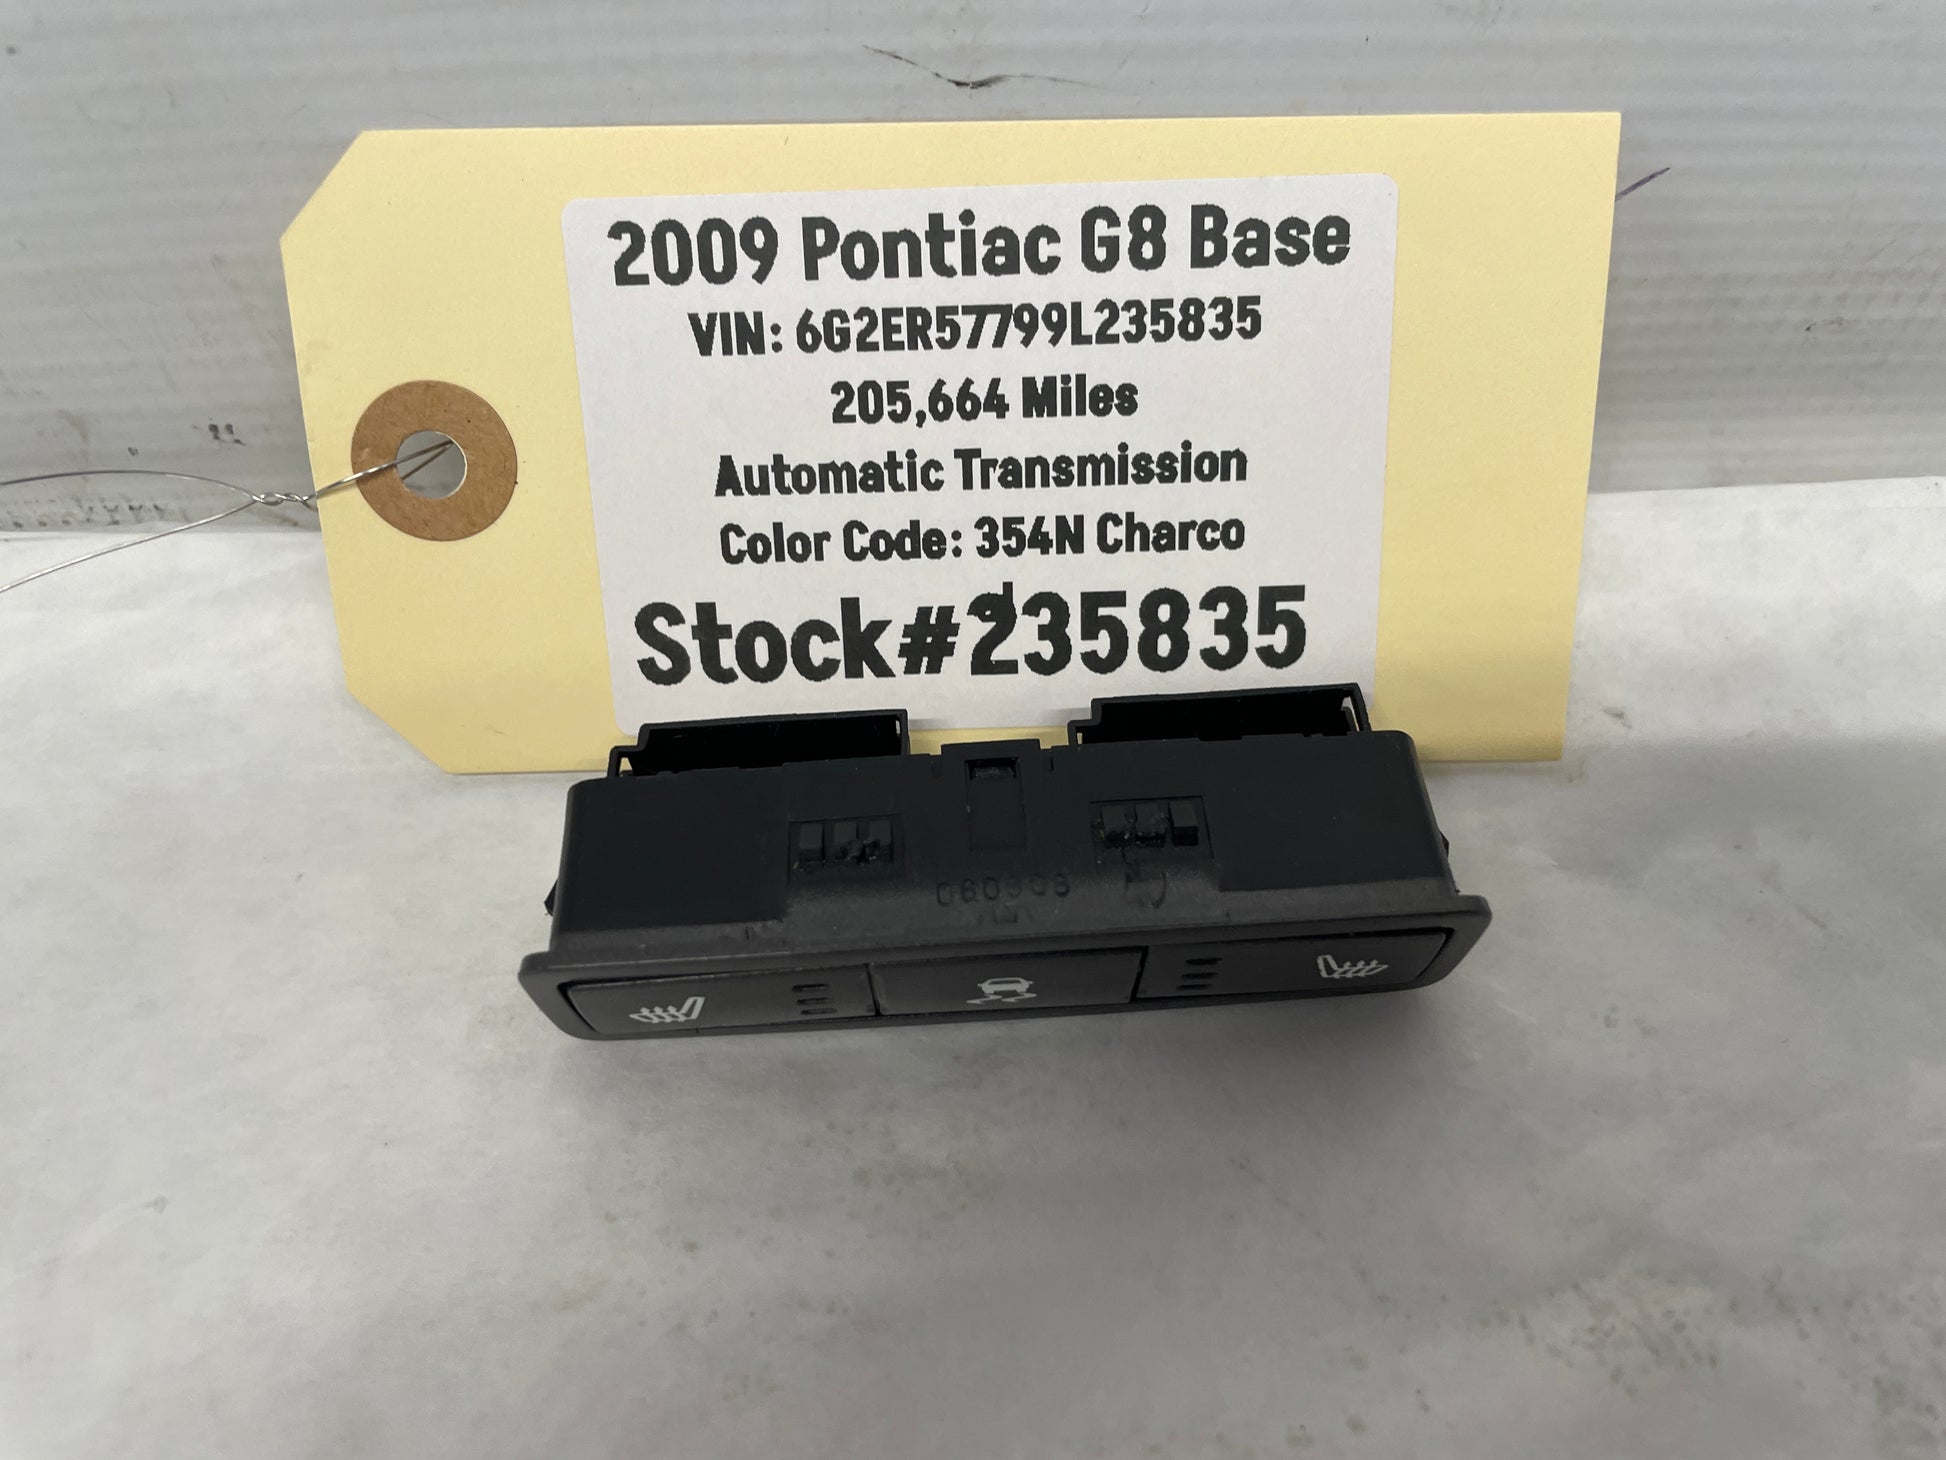 2009 Pontiac G8 Base
VIN: 6G2ER57799L235835
205,664 Miles
Automatic Transmission
Color Code: 354N Charco
Stock#235835